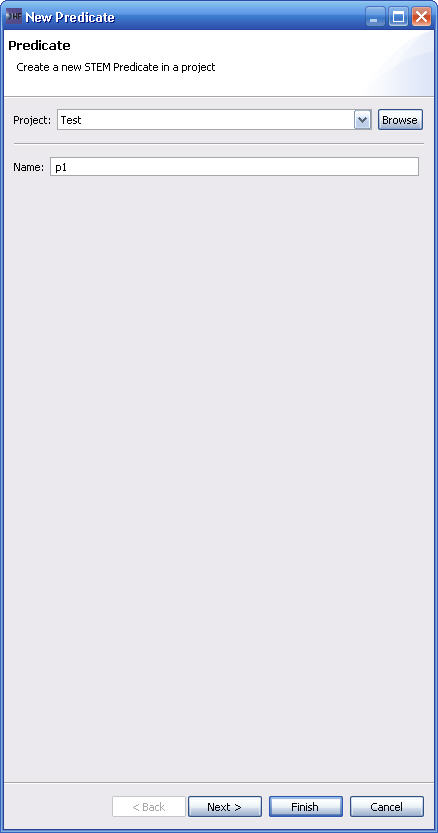 New Predicate
Predicate
Create a new STEM Predicate in a project
Project: Test Browse
Name: p1
< Back Next > Finish Cancel